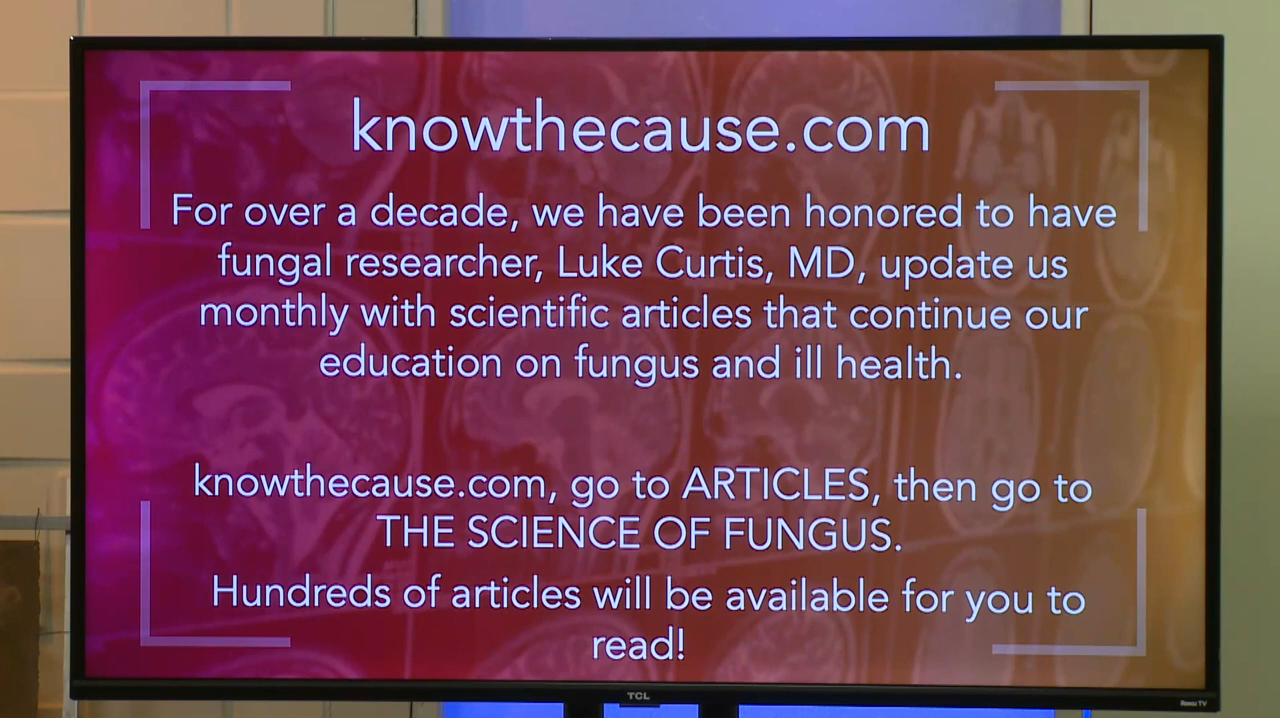 knowthecause.com
For over a decade, we have been honored to have
fungal researcher, Luke Curtis, MD, update us
monthly with scientific articles that continue our
education on fungus and ill health.
knowthecause.com, go to ARTICLES, then go to
THE SCIENCE OF FUNGUS.
Hundreds of articles will be available for you to
read!
TCL
Roku TV